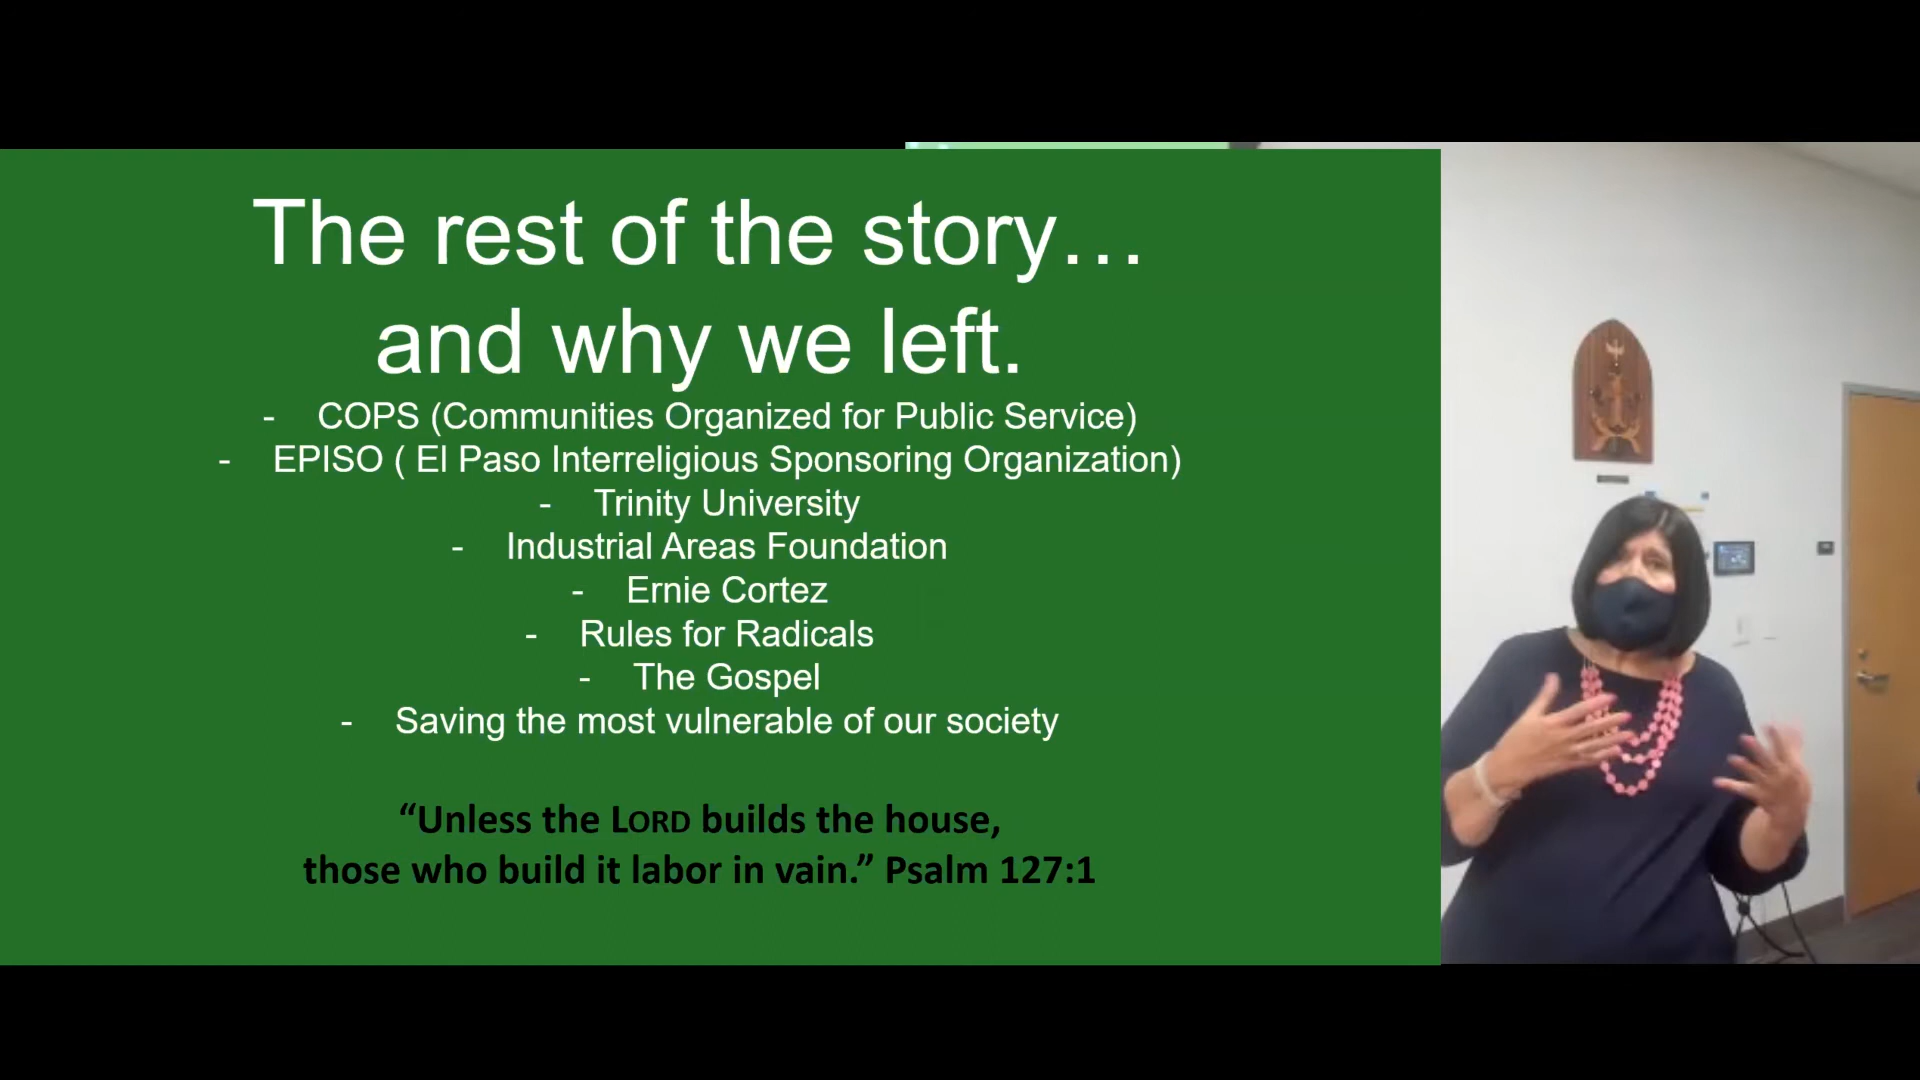 The rest of the story…
and why we left.
- COPS (Communities Organized for Public Service)
- EPISO ( El Paso Interreligious Sponsoring Organization)
- Trinity University
- Industrial Areas Foundation
- Ernie Cortez
- Rules for Radicals
- The Gospel
- Saving the most vulnerable of our society
“Unless the LORD builds the house,
those who build it labor in vain.” Psalm 127:1